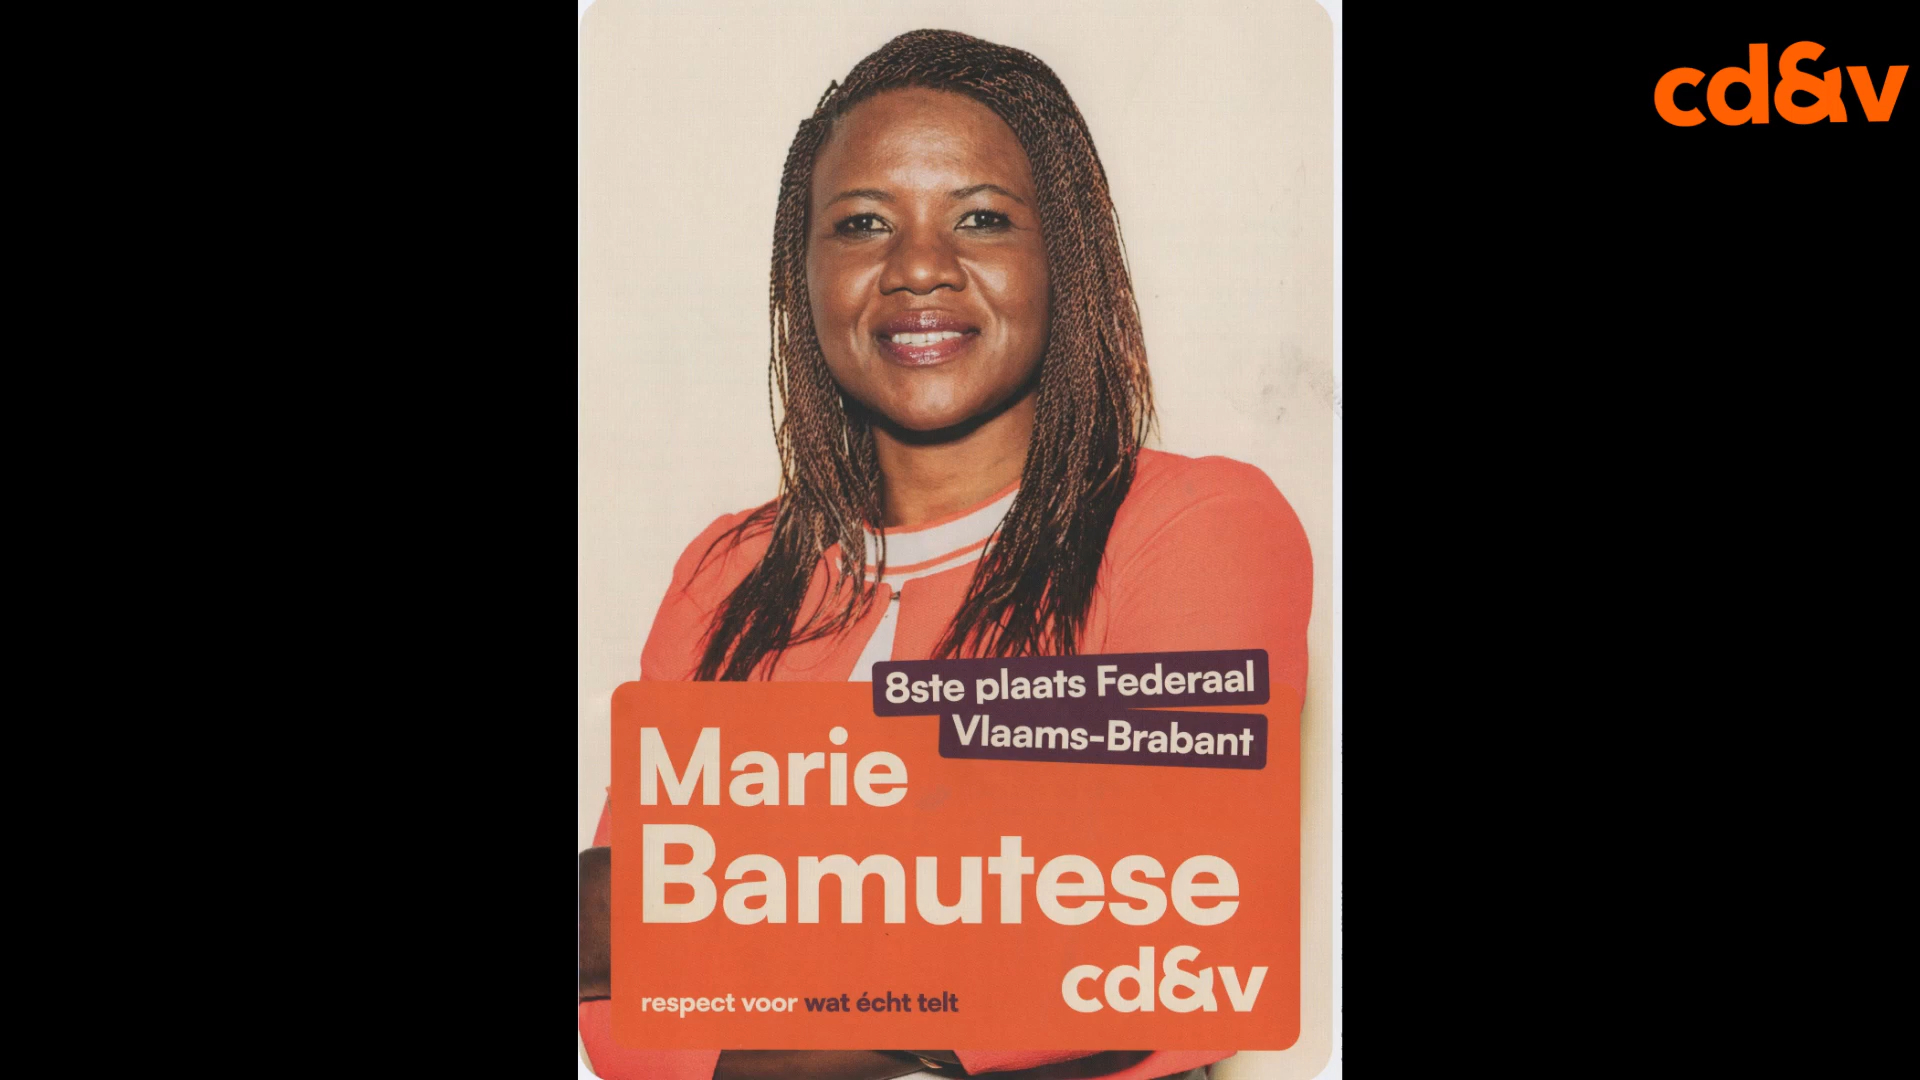 cd&v
8ste plaats Federaal
Vlaams-Brabant
Marie
Bamutese
cd&v
respect voor wat écht telt